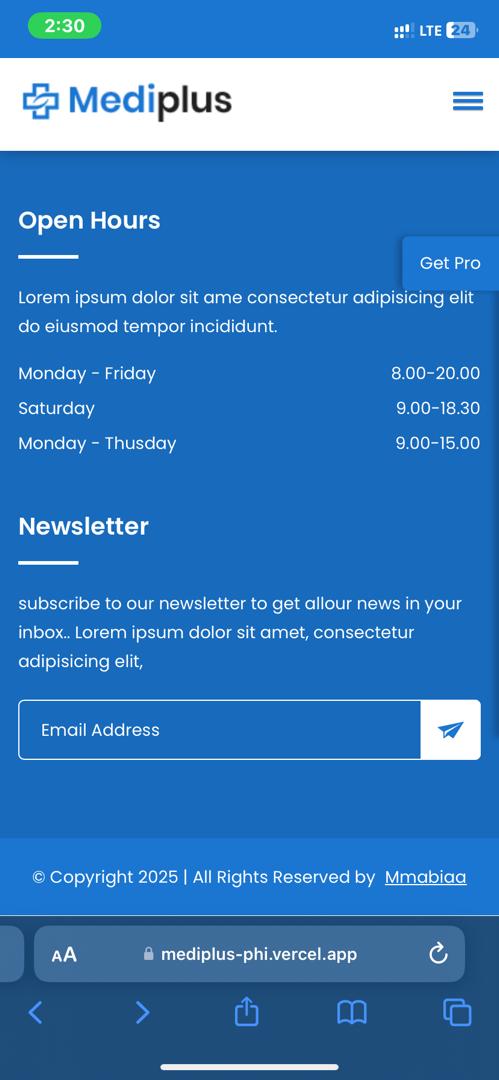 2:30
LTE 24
Mediplus
Open Hours
Get Pro
Lorem ipsum dolor sit ame consectetur adipisicing elit
do eiusmod tempor incididunt.
Monday - Friday 8.00-20.00
Saturday 9.00-18.30
Monday - Thusday 9.00-15.00
Newsletter
subscribe to our newsletter to get allour news in your
inbox.. Lorem ipsum dolor sit amet, consectetur
adipisicing elit,
Email Address
© Copyright 2025 | All Rights Reserved by Mmabiaa
AA mediplus-phi.vercel.app